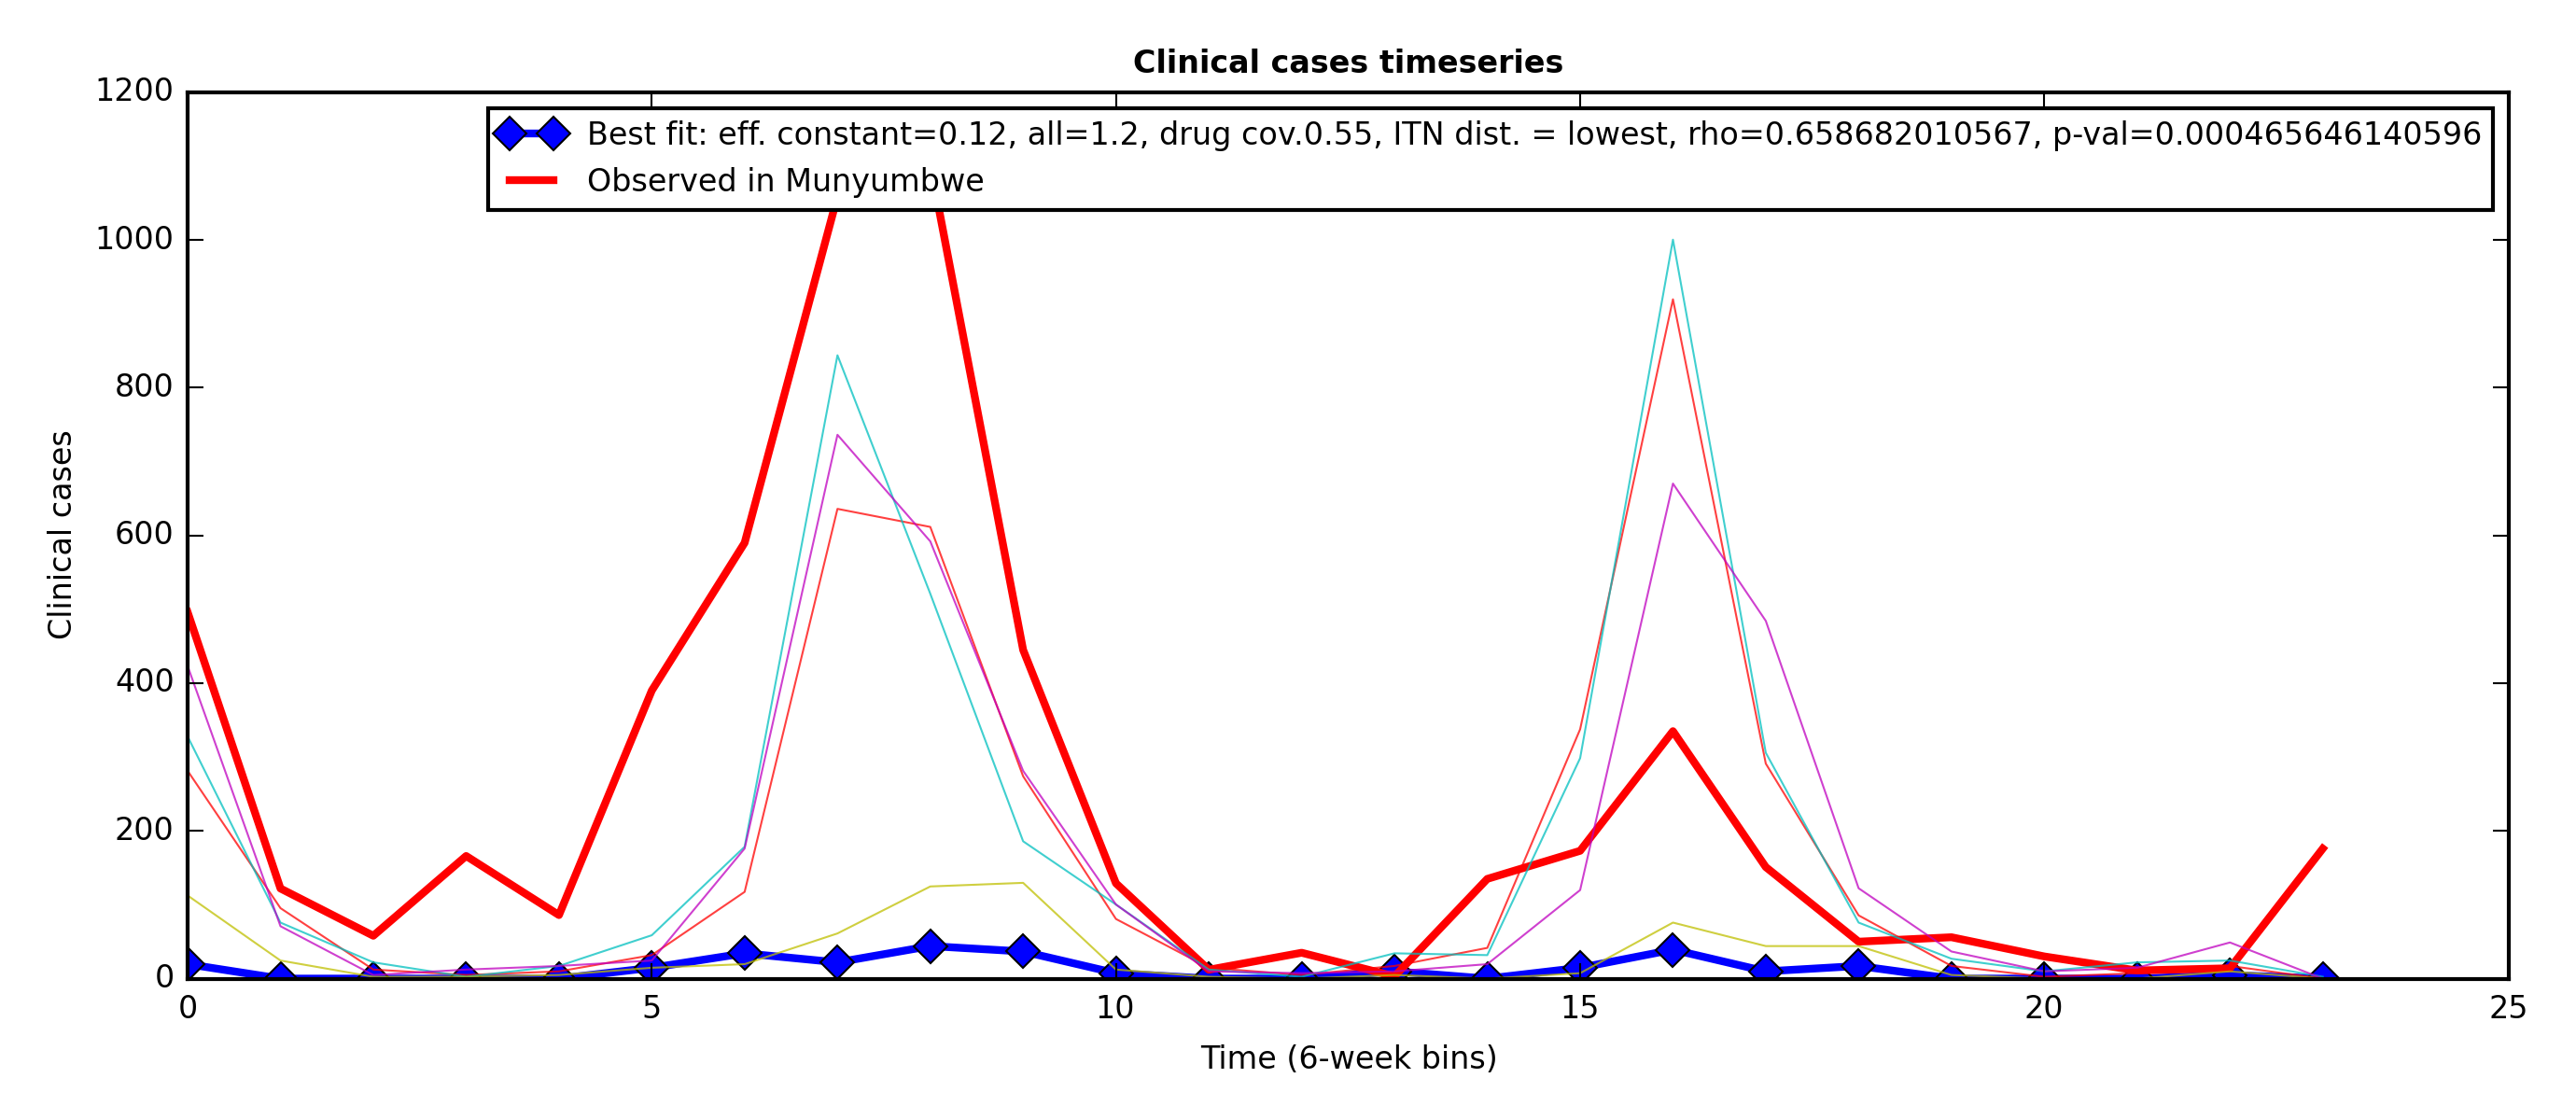 Clinical cases timeseries
Best fit: eff. constant=0.12, all=1.2, drug cov.0.55, ITN dist. = lowest, rho=0.658682010567, p-val=0.000465646140596
Observed in Munyumbwe
1200
1000
800
600
400
200
0
Clinical cases
0 5 10 15 20 25
Time (6-week bins)